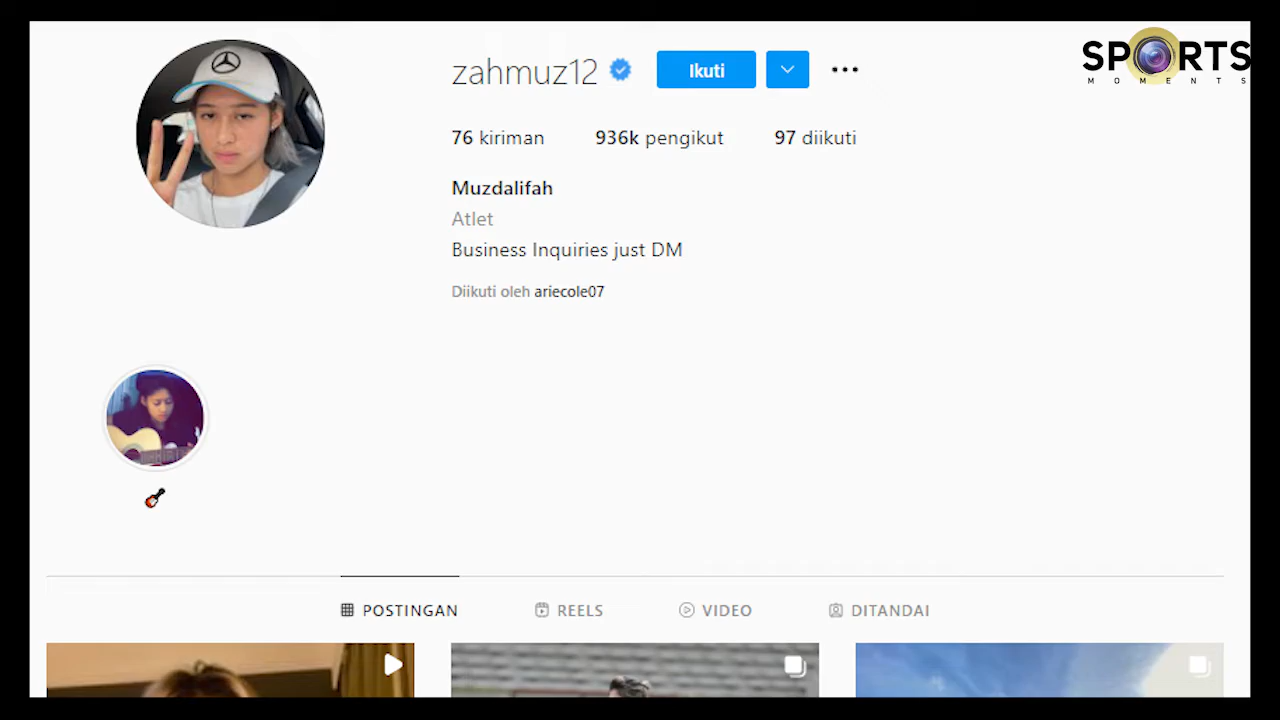 zahmuz12 Ikuti
SPORTS
MOMENTS
76 kiriman 936k pengikut 97 diikuti
Muzdalifah
Atlet
Business Inquiries just DM
Diikuti oleh ariecole07
POSTINGAN REELS VIDEO DITANDAI